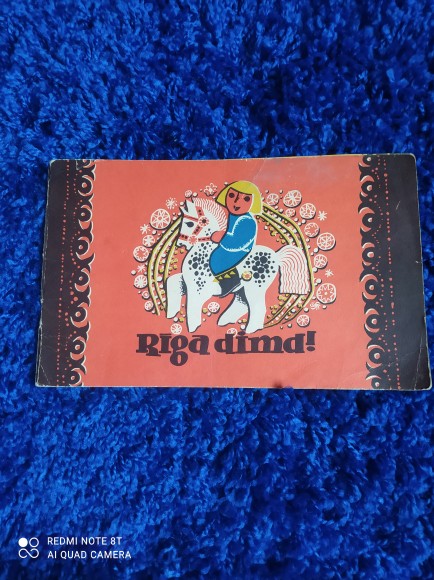 Rīga dimd!
REDMI NOTE 8T
AI QUAD CAMERA